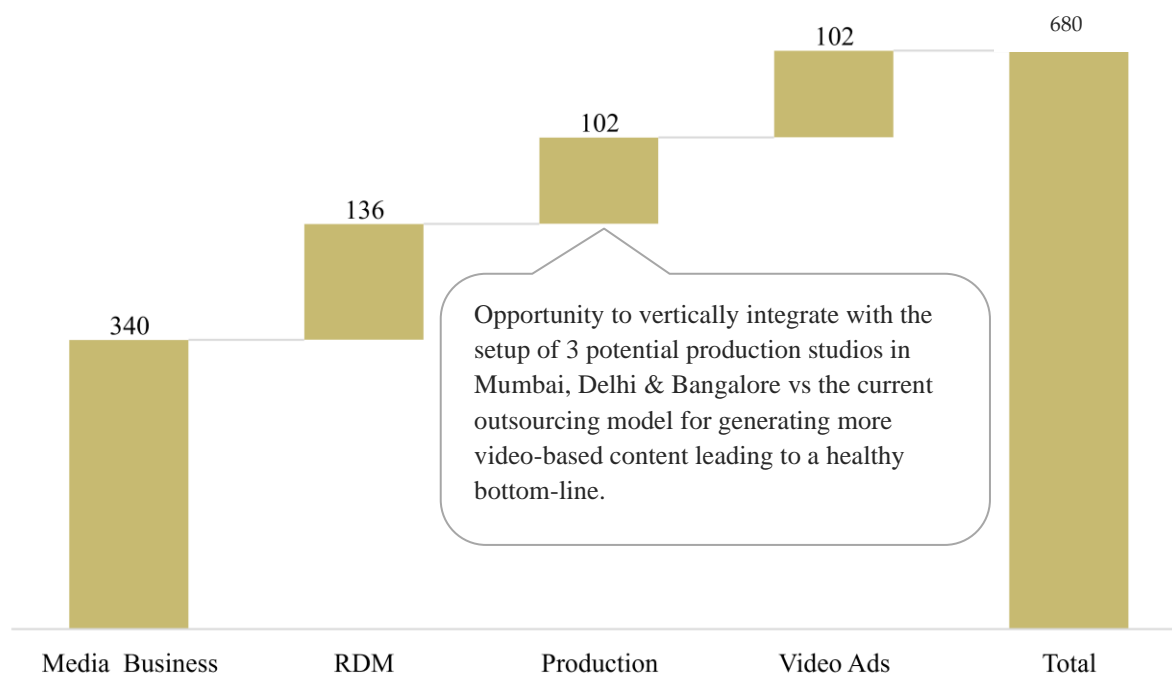 680
102
102
136
340
Opportunity to vertically integrate with the
setup of 3 potential production studios in
Mumbai, Delhi & Bangalore vs the current
outsourcing model for generating more
video-based content leading to a healthy
bottom-line.
Media Business
RDM
Production
Video Ads
Total